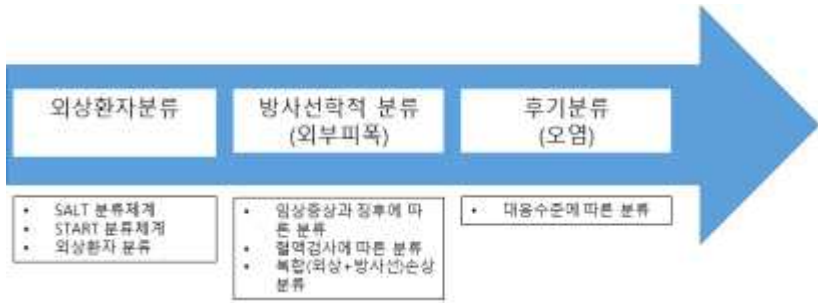 외상환자분류
방사선학적 분류
(외부피폭)
후기분류
(오염)
• SALT 분류체계
• START 분류체계
• 외상환자 분류
• 임상증상과 징후에 따
른 분류
• 혈액검사에 따른 분류
• 복합(외상+방사선)손상
분류
• 대응수준에 따른 분류